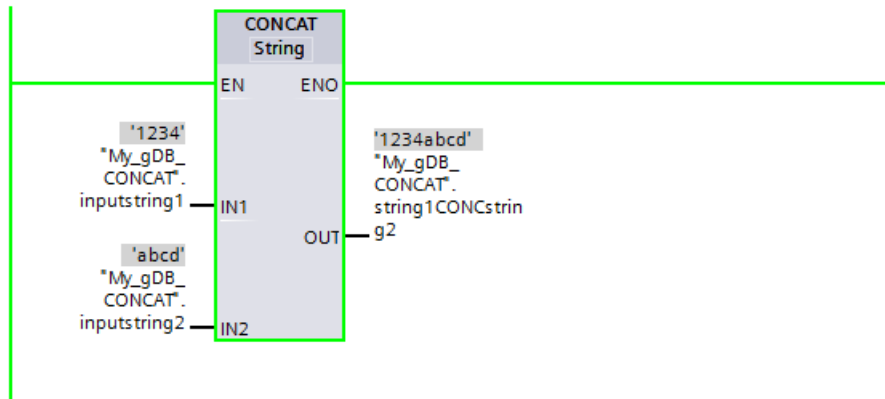 CONCAT
String
EN ENO
'1234'
"My_gDB_
CONCAT".
inputstring1
IN1
'1234abcd'
"My_gDB_
CONCAT".
string1CONCstrin
g2
OUT
'abcd'
"My_gDB_
CONCAT".
inputstring2
IN2